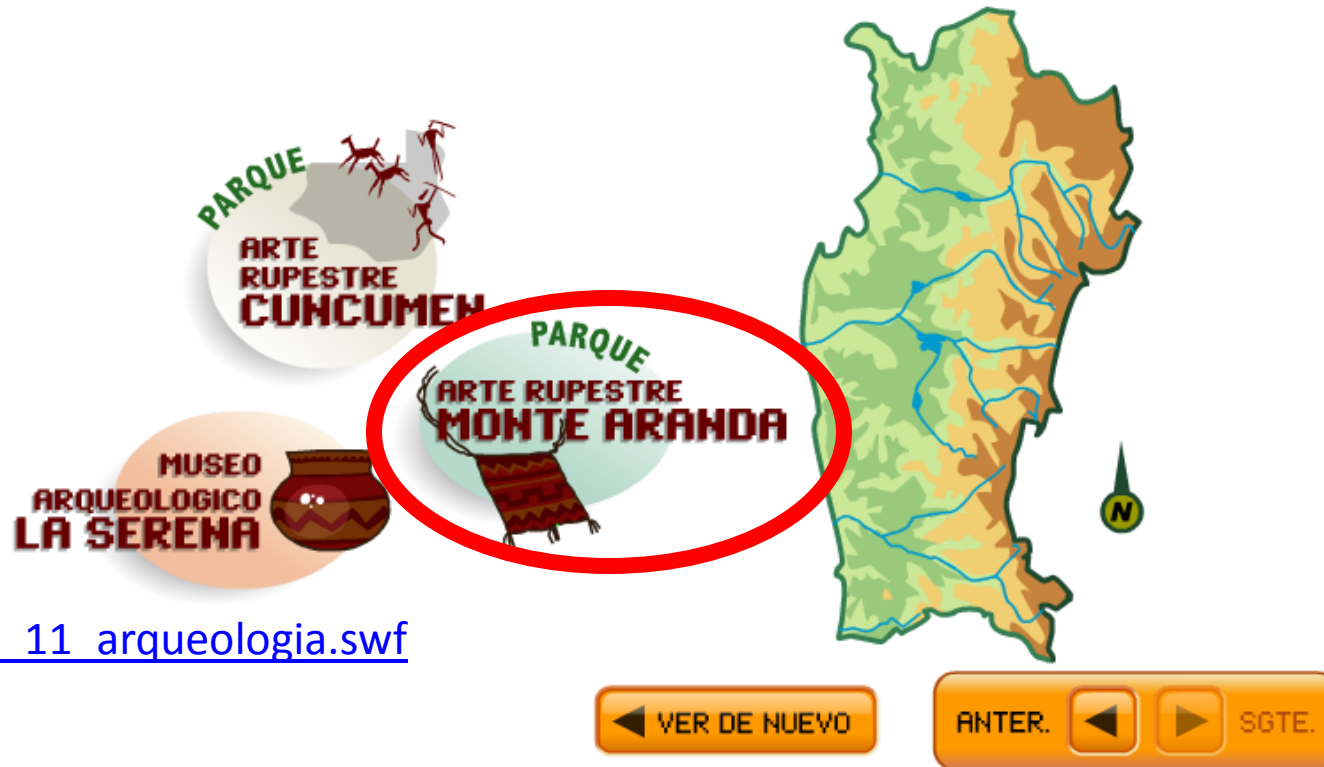 PARQUE
ARTE
RUPESTRE
CUNCUMEN
PARQUE
ARTE RUPESTRE
MONTE ARANDA
MUSEO
ARQUEOLOGICO
LA SERENA
N
_11_arqueologia.swf
VER DE NUEVO
ANTER.
SGTE.